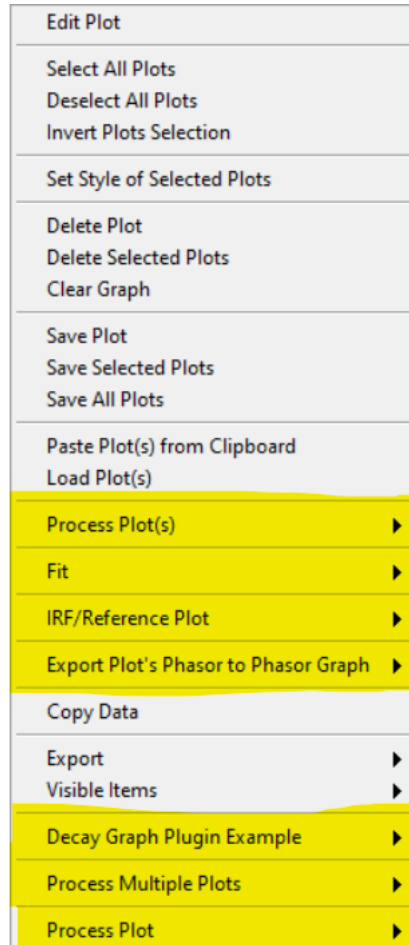 Edit Plot
Select All Plots
Deselect All Plots
Invert Plots Selection
Set Style of Selected Plots
Delete Plot
Delete Selected Plots
Clear Graph
Save Plot
Save Selected Plots
Save All Plots
Paste Plot(s) from Clipboard
Load Plot(s)
Process Plot(s)
Fit
IRF/Reference Plot
Export Plot's Phasor to Phasor Graph
Copy Data
Export
Visible Items
Decay Graph Plugin Example
Process Multiple Plots
Process Plot